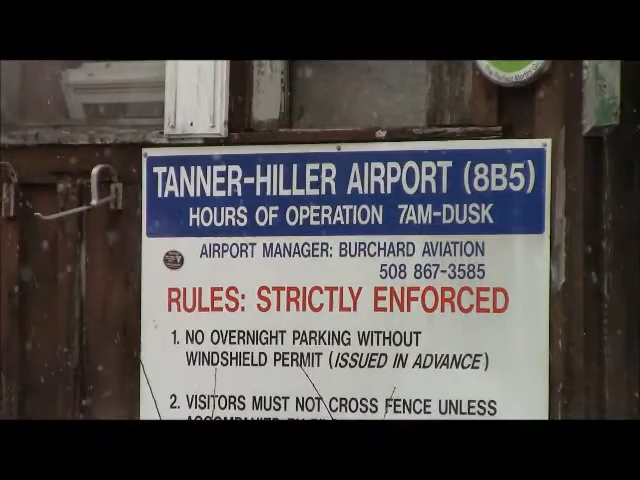 TANNER-HILLER AIRPORT (8B5)
HOURS OF OPERATION 7AM-DUSK
AIRPORT MANAGER: BURCHARD AVIATION
508 867-3585
RULES: STRICTLY ENFORCED
1. NO OVERNIGHT PARKING WITHOUT
WINDSHIELD PERMIT (ISSUED IN ADVANCE)
2. VISITORS MUST NOT CROSS FENCE UNLESS